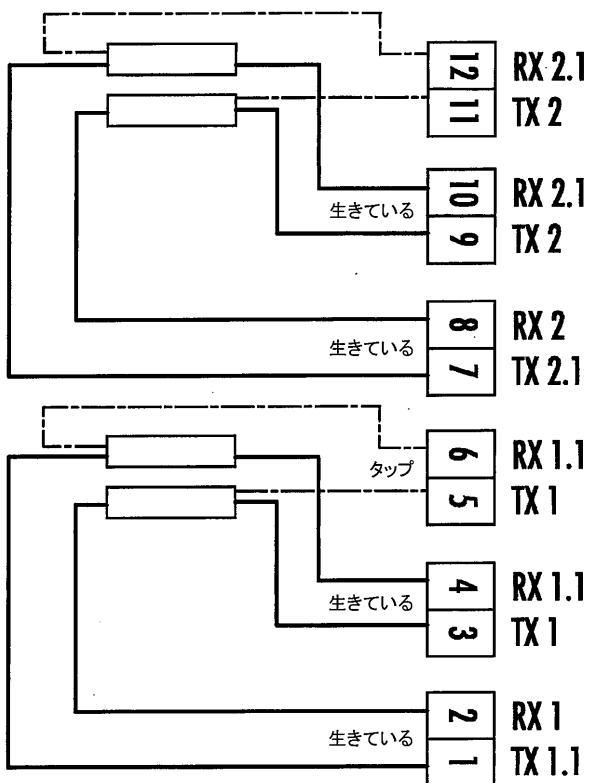 12 RX 2.1
11 TX 2
10 RX 2.1
生きている
9 TX 2
8 RX 2
生きている
7 TX 2.1
6 RX 1.1
タップ
5 TX 1
4 RX 1.1
生きている
3 TX 1
2 RX 1
生きている
1 TX 1.1